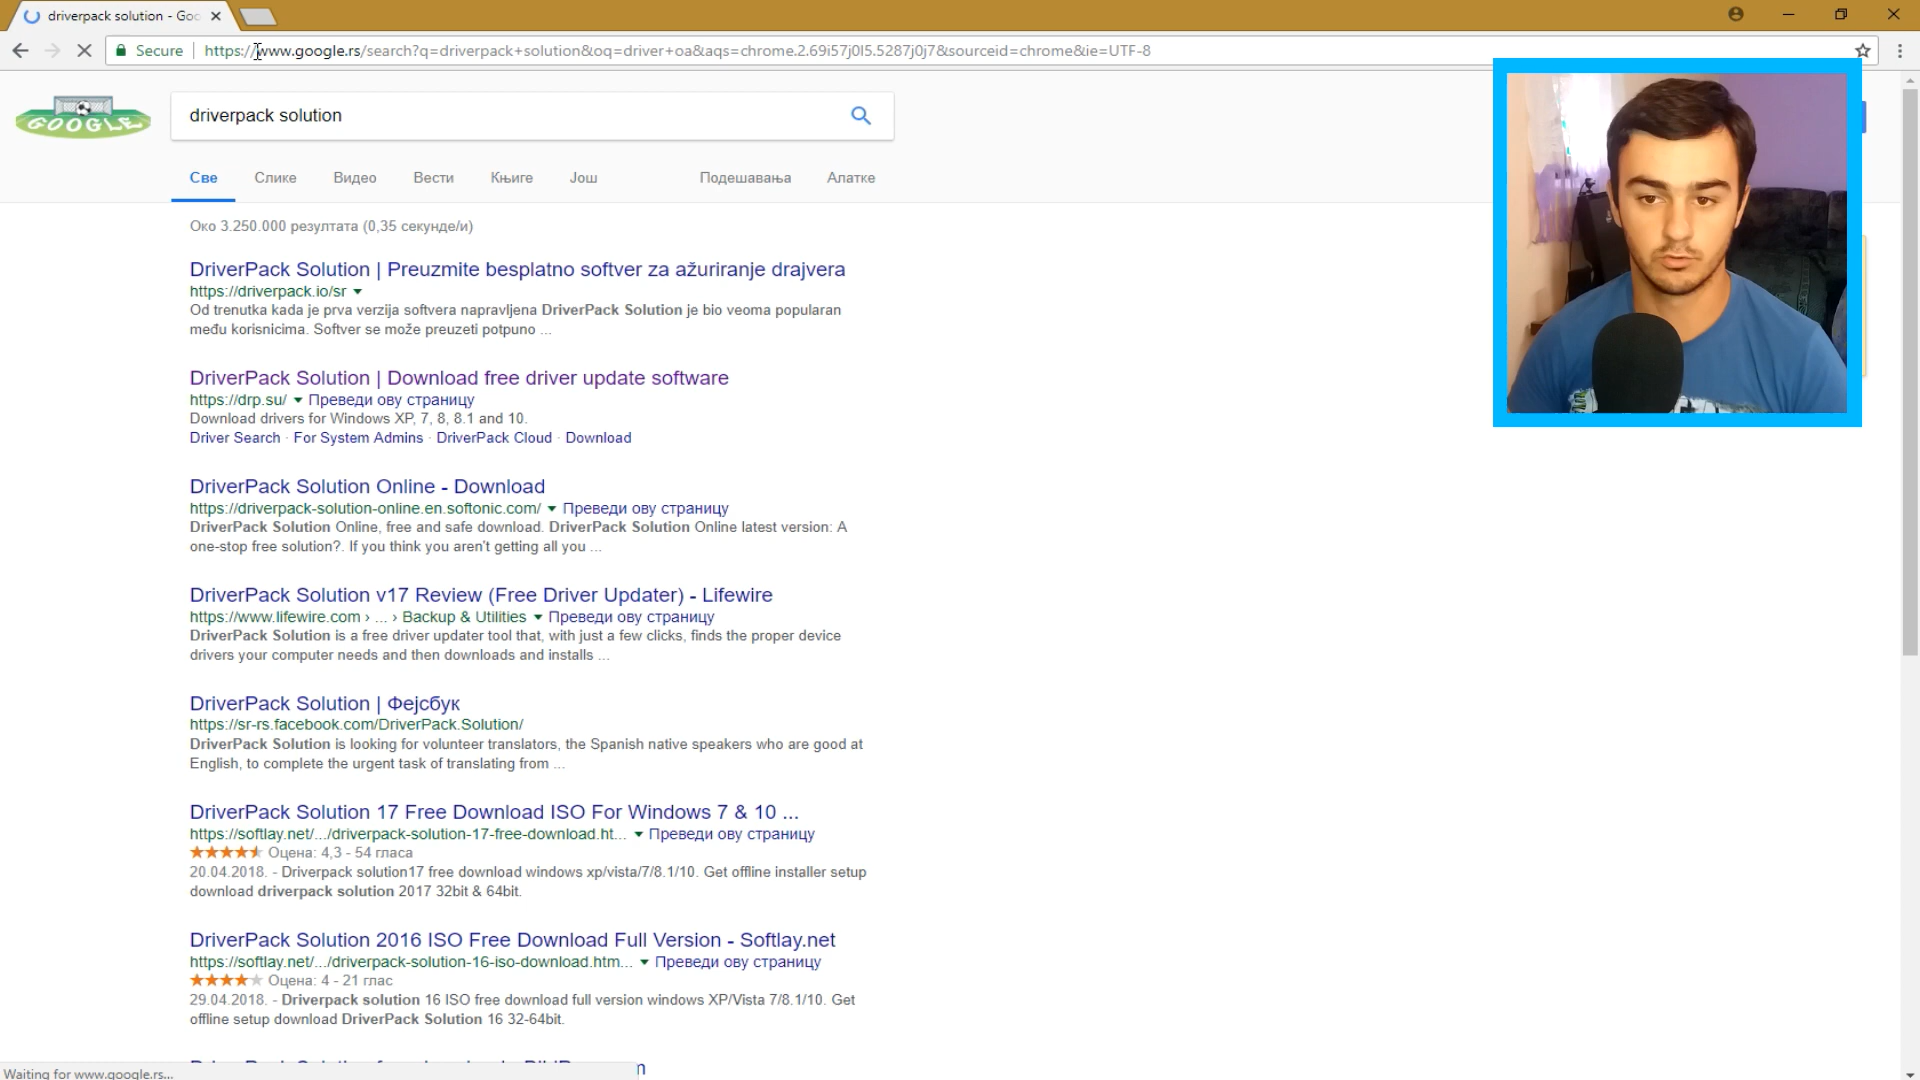 driverpack solution - Goo
Secure
https://www.google.rs/search?q=driverpack+solution&oq=driver+oa&aqs=chrome.2.69i57j0l5.5287j0j7&sourceid=chrome&ie=UTF-8
GOOGLE
driverpack solution
Све
Слике
Видео
Вести
Књиге
Још
Подешавања
Алатке
Око 3.250.000 резултата (0,35 секунде/и)
DriverPack Solution | Preuzmite besplatno softver za ažuriranje drajvera
https://driverpack.io/sr
Od trenutka kada je prva verzija softvera napravljena DriverPack Solution je bio veoma popularan
među korisnicima. Softver se može preuzeti potpuno ...
DriverPack Solution | Download free driver update software
https://drp.su/ Преведи ову страницу
Download drivers for Windows XP, 7, 8, 8.1 and 10.
Driver Search · For System Admins · DriverPack Cloud · Download
DriverPack Solution Online - Download
https://driverpack-solution-online.en.softonic.com/ Преведи ову страницу
DriverPack Solution Online, free and safe download. DriverPack Solution Online latest version: A
one-stop free solution?. If you think you aren't getting all you ...
DriverPack Solution v17 Review (Free Driver Updater) - Lifewire
https://www.lifewire.com › ... › Backup & Utilities Преведи ову страницу
DriverPack Solution is a free driver updater tool that, with just a few clicks, finds the proper device
drivers your computer needs and then downloads and installs ...
DriverPack Solution | Фејсбук
https://sr-rs.facebook.com/DriverPack.Solution/
DriverPack Solution is looking for volunteer translators, the Spanish native speakers who are good at
English, to complete the urgent task of translating from ...
DriverPack Solution 17 Free Download ISO For Windows 7 & 10 ...
https://softlay.net/.../driverpack-solution-17-free-download.ht... Преведи ову страницу
Оцена: 4,3 - 54 гласа
20.04.2018. - Driverpack solution17 free download windows xp/vista/7/8.1/10. Get offline installer setup
download driverpack solution 2017 32bit & 64bit.
DriverPack Solution 2016 ISO Free Download Full Version - Softlay.net
https://softlay.net/.../driverpack-solution-16-iso-download.htm... Преведи ову страницу
Оцена: 4 - 21 глас
29.04.2018. - Driverpack solution 16 ISO free download full version windows XP/Vista 7/8.1/10. Get
offline setup download DriverPack Solution 16 32-64bit.
Waiting for www.google.rs...